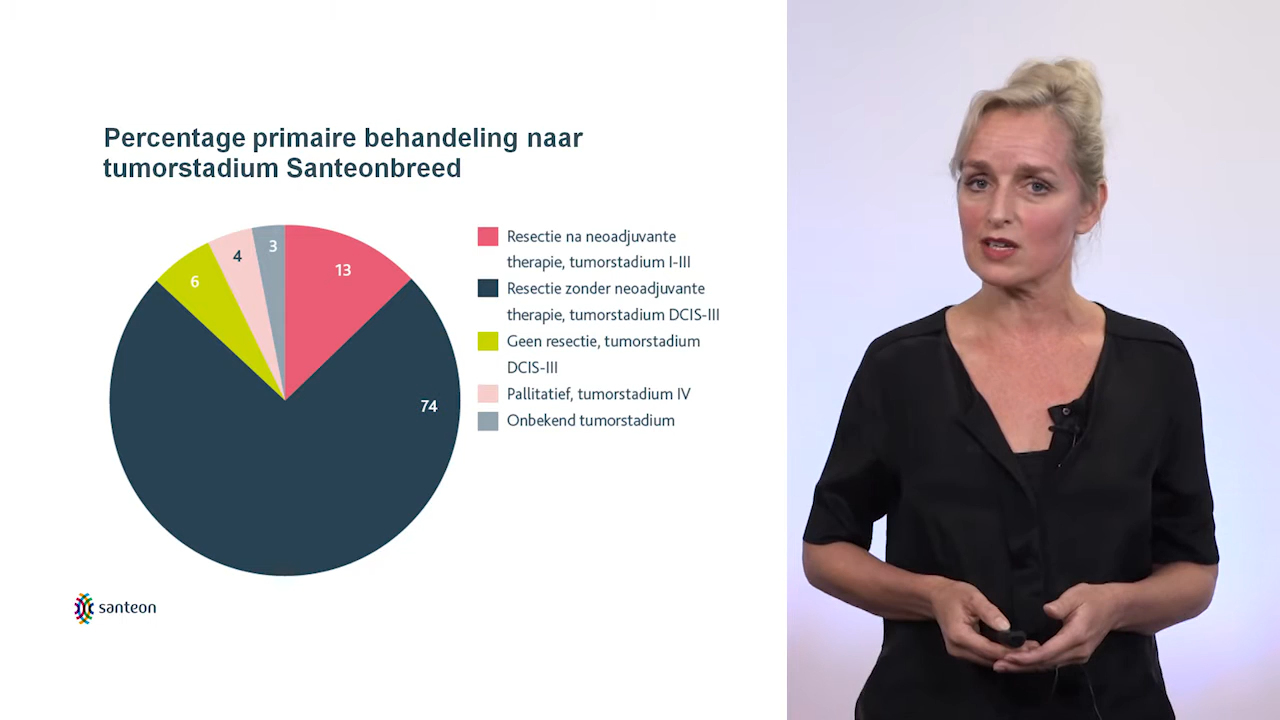 Percentage primaire behandeling naar
tumorstadium Santeonbreed
3
4
13
6
74
Resectie na neoadjuvante
therapie, tumorstadium I-III
Resectie zonder neoadjuvante
therapie, tumorstadium DCIS-III
Geen resectie, tumorstadium
DCIS-III
Pallitatief, tumorstadium IV
Onbekend tumorstadium
santeon